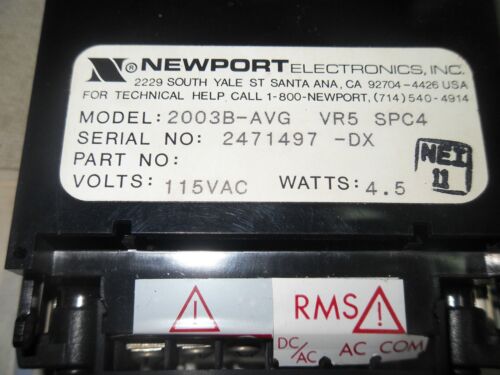 N® NEWPORT ELECTRONICS, INC.
2229 SOUTH YALE ST SANTA ANA, CA 92704-4426 USA
FOR TECHNICAL HELP, CALL 1-800-NEWPORT, (714) 540-4914
MODEL: 2003B-AVG VR5 SPC4
SERIAL NO: 2471497 -DX
PART NO:
VOLTS: 115VAC WATTS: 4.5
NEI
11
RMS
DC/AC AC COM